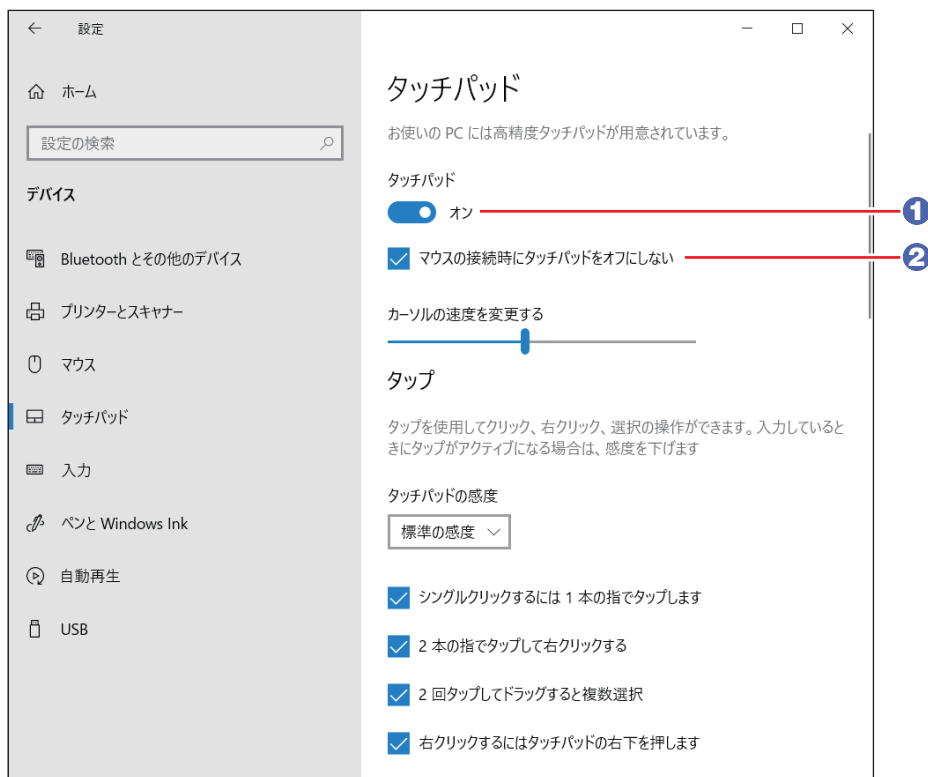 設定
ホーム
設定の検索
デバイス
Bluetooth とその他のデバイス
プリンターとスキャナー
マウス
タッチパッド
入力
ペンと Windows Ink
自動再生
USB
タッチパッド
お使いの PC には高精度タッチパッドが用意されています。
タッチパッド
オン
1
マウスの接続時にタッチパッドをオフにしない
2
カーソルの速度を変更する
タップ
タップを使用してクリック、右クリック、選択の操作ができます。入力していると
きにタップがアクティブになる場合は、感度を下げます
タッチパッドの感度
標準の感度
シングルクリックするには 1 本の指でタップします
2 本の指でタップして右クリックする
2 回タップしてドラッグすると複数選択
右クリックするにはタッチパッドの右下を押します